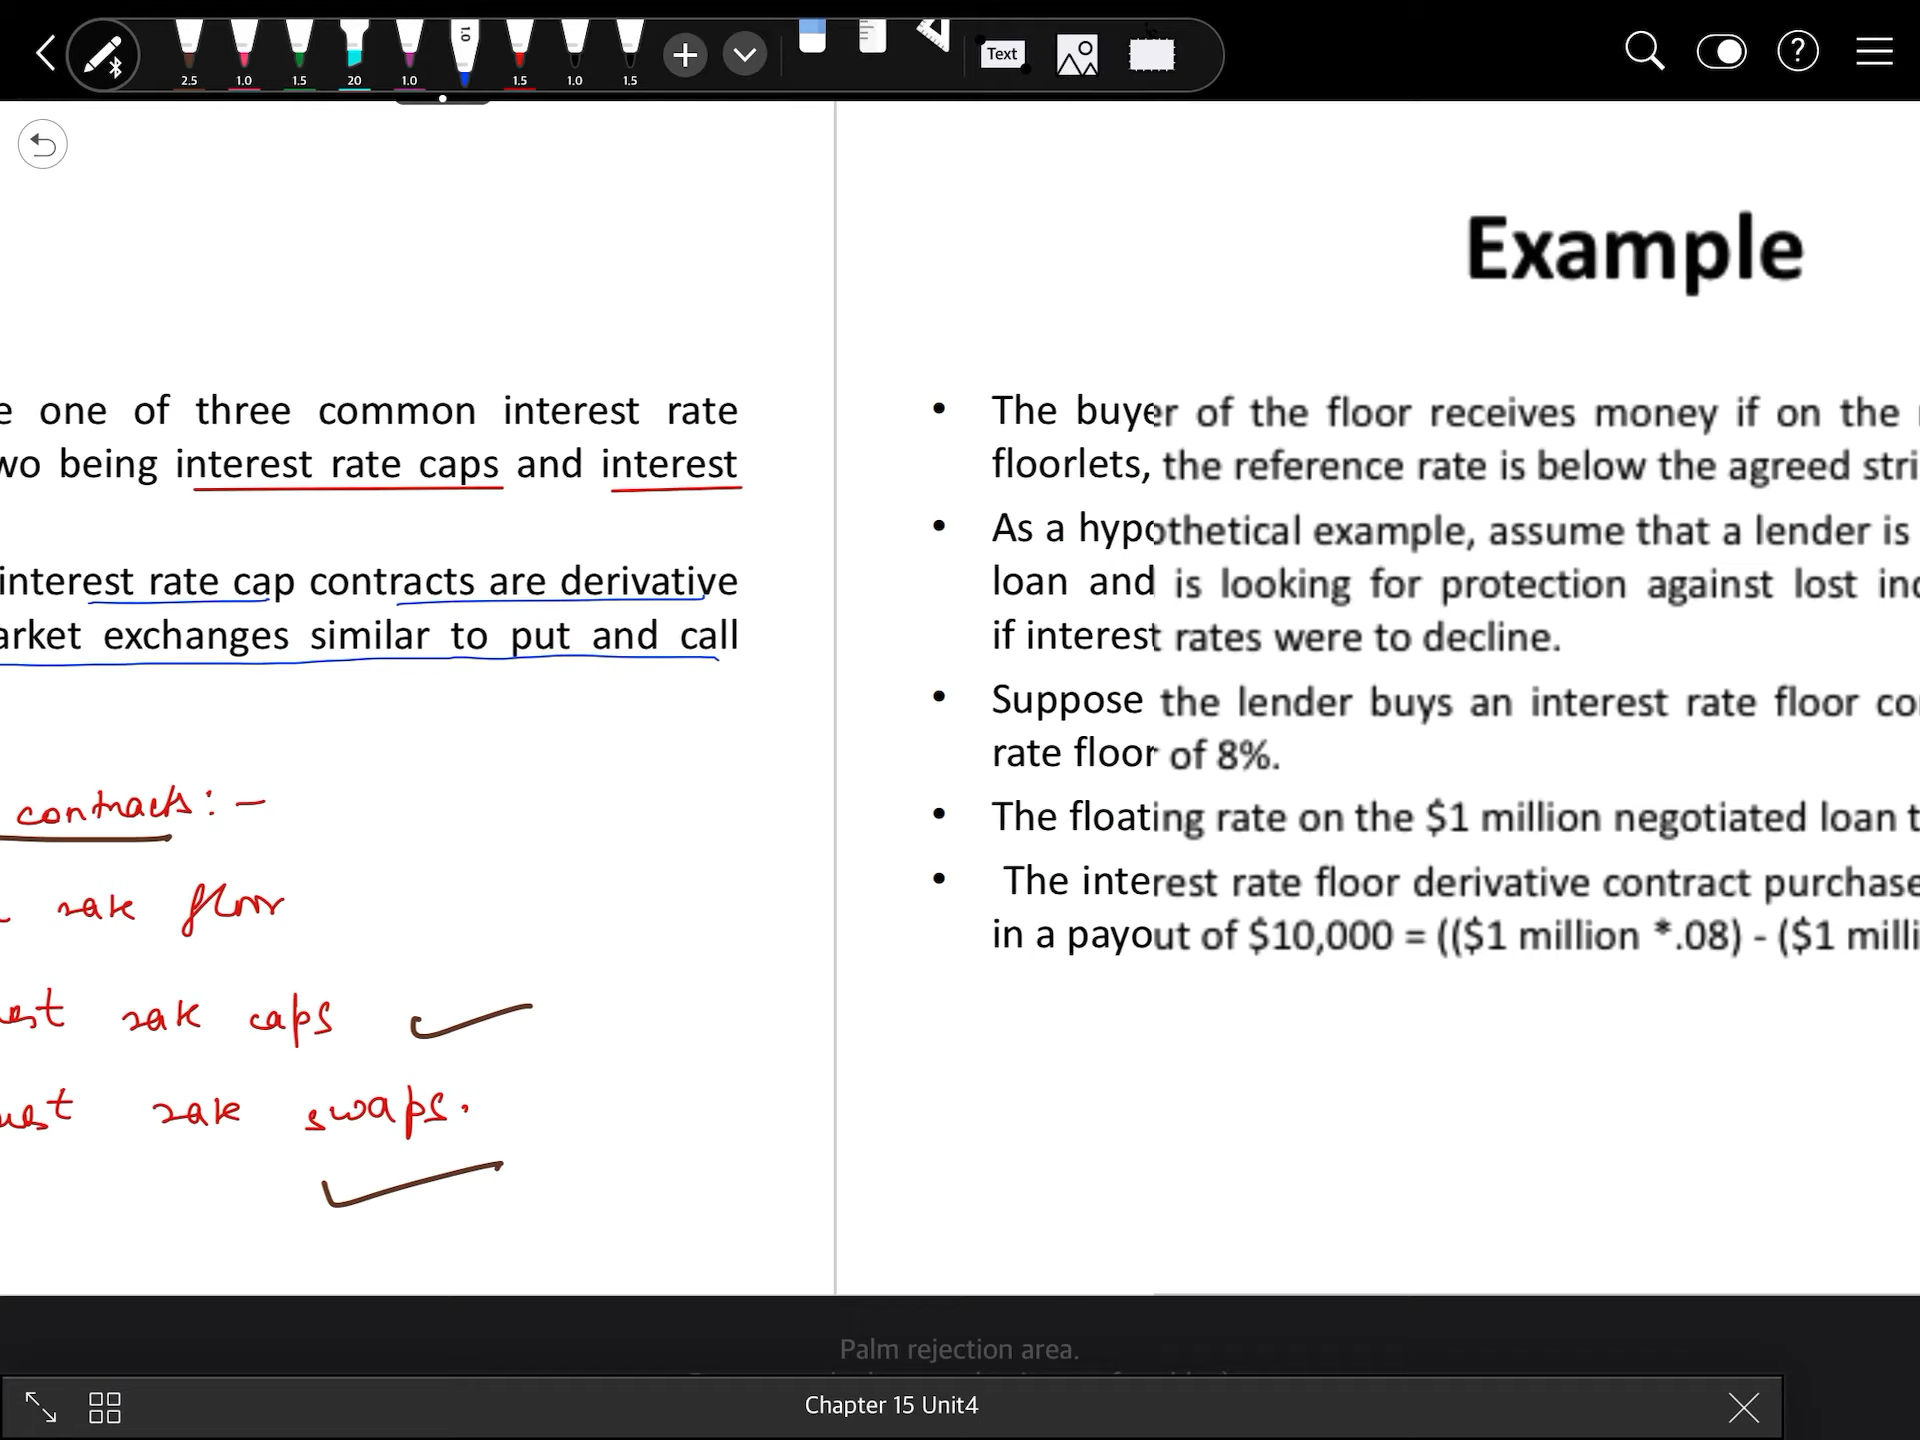 2.5 1.0 1.5 20 1.0 1.0 1.5 1.0 1.5 Text
e one of three common interest rate
wo being interest rate caps and interest
interest rate cap contracts are derivative
arket exchanges similar to put and call
contracts:-
rate floor
est rate caps
rest rate swaps.
Example
• The buyer of the floor receives money if on the
floorlets, the reference rate is below the agreed stri
• As a hypothetical example, assume that a lender is
loan and is looking for protection against lost inc
if interest rates were to decline.
• Suppose the lender buys an interest rate floor co
rate floor of 8%.
• The floating rate on the $1 million negotiated loan t
• The interest rate floor derivative contract purchase
in a payout of $10,000 = (($1 million *.08) - ($1 milli
Palm rejection area.
Chapter 15 Unit4